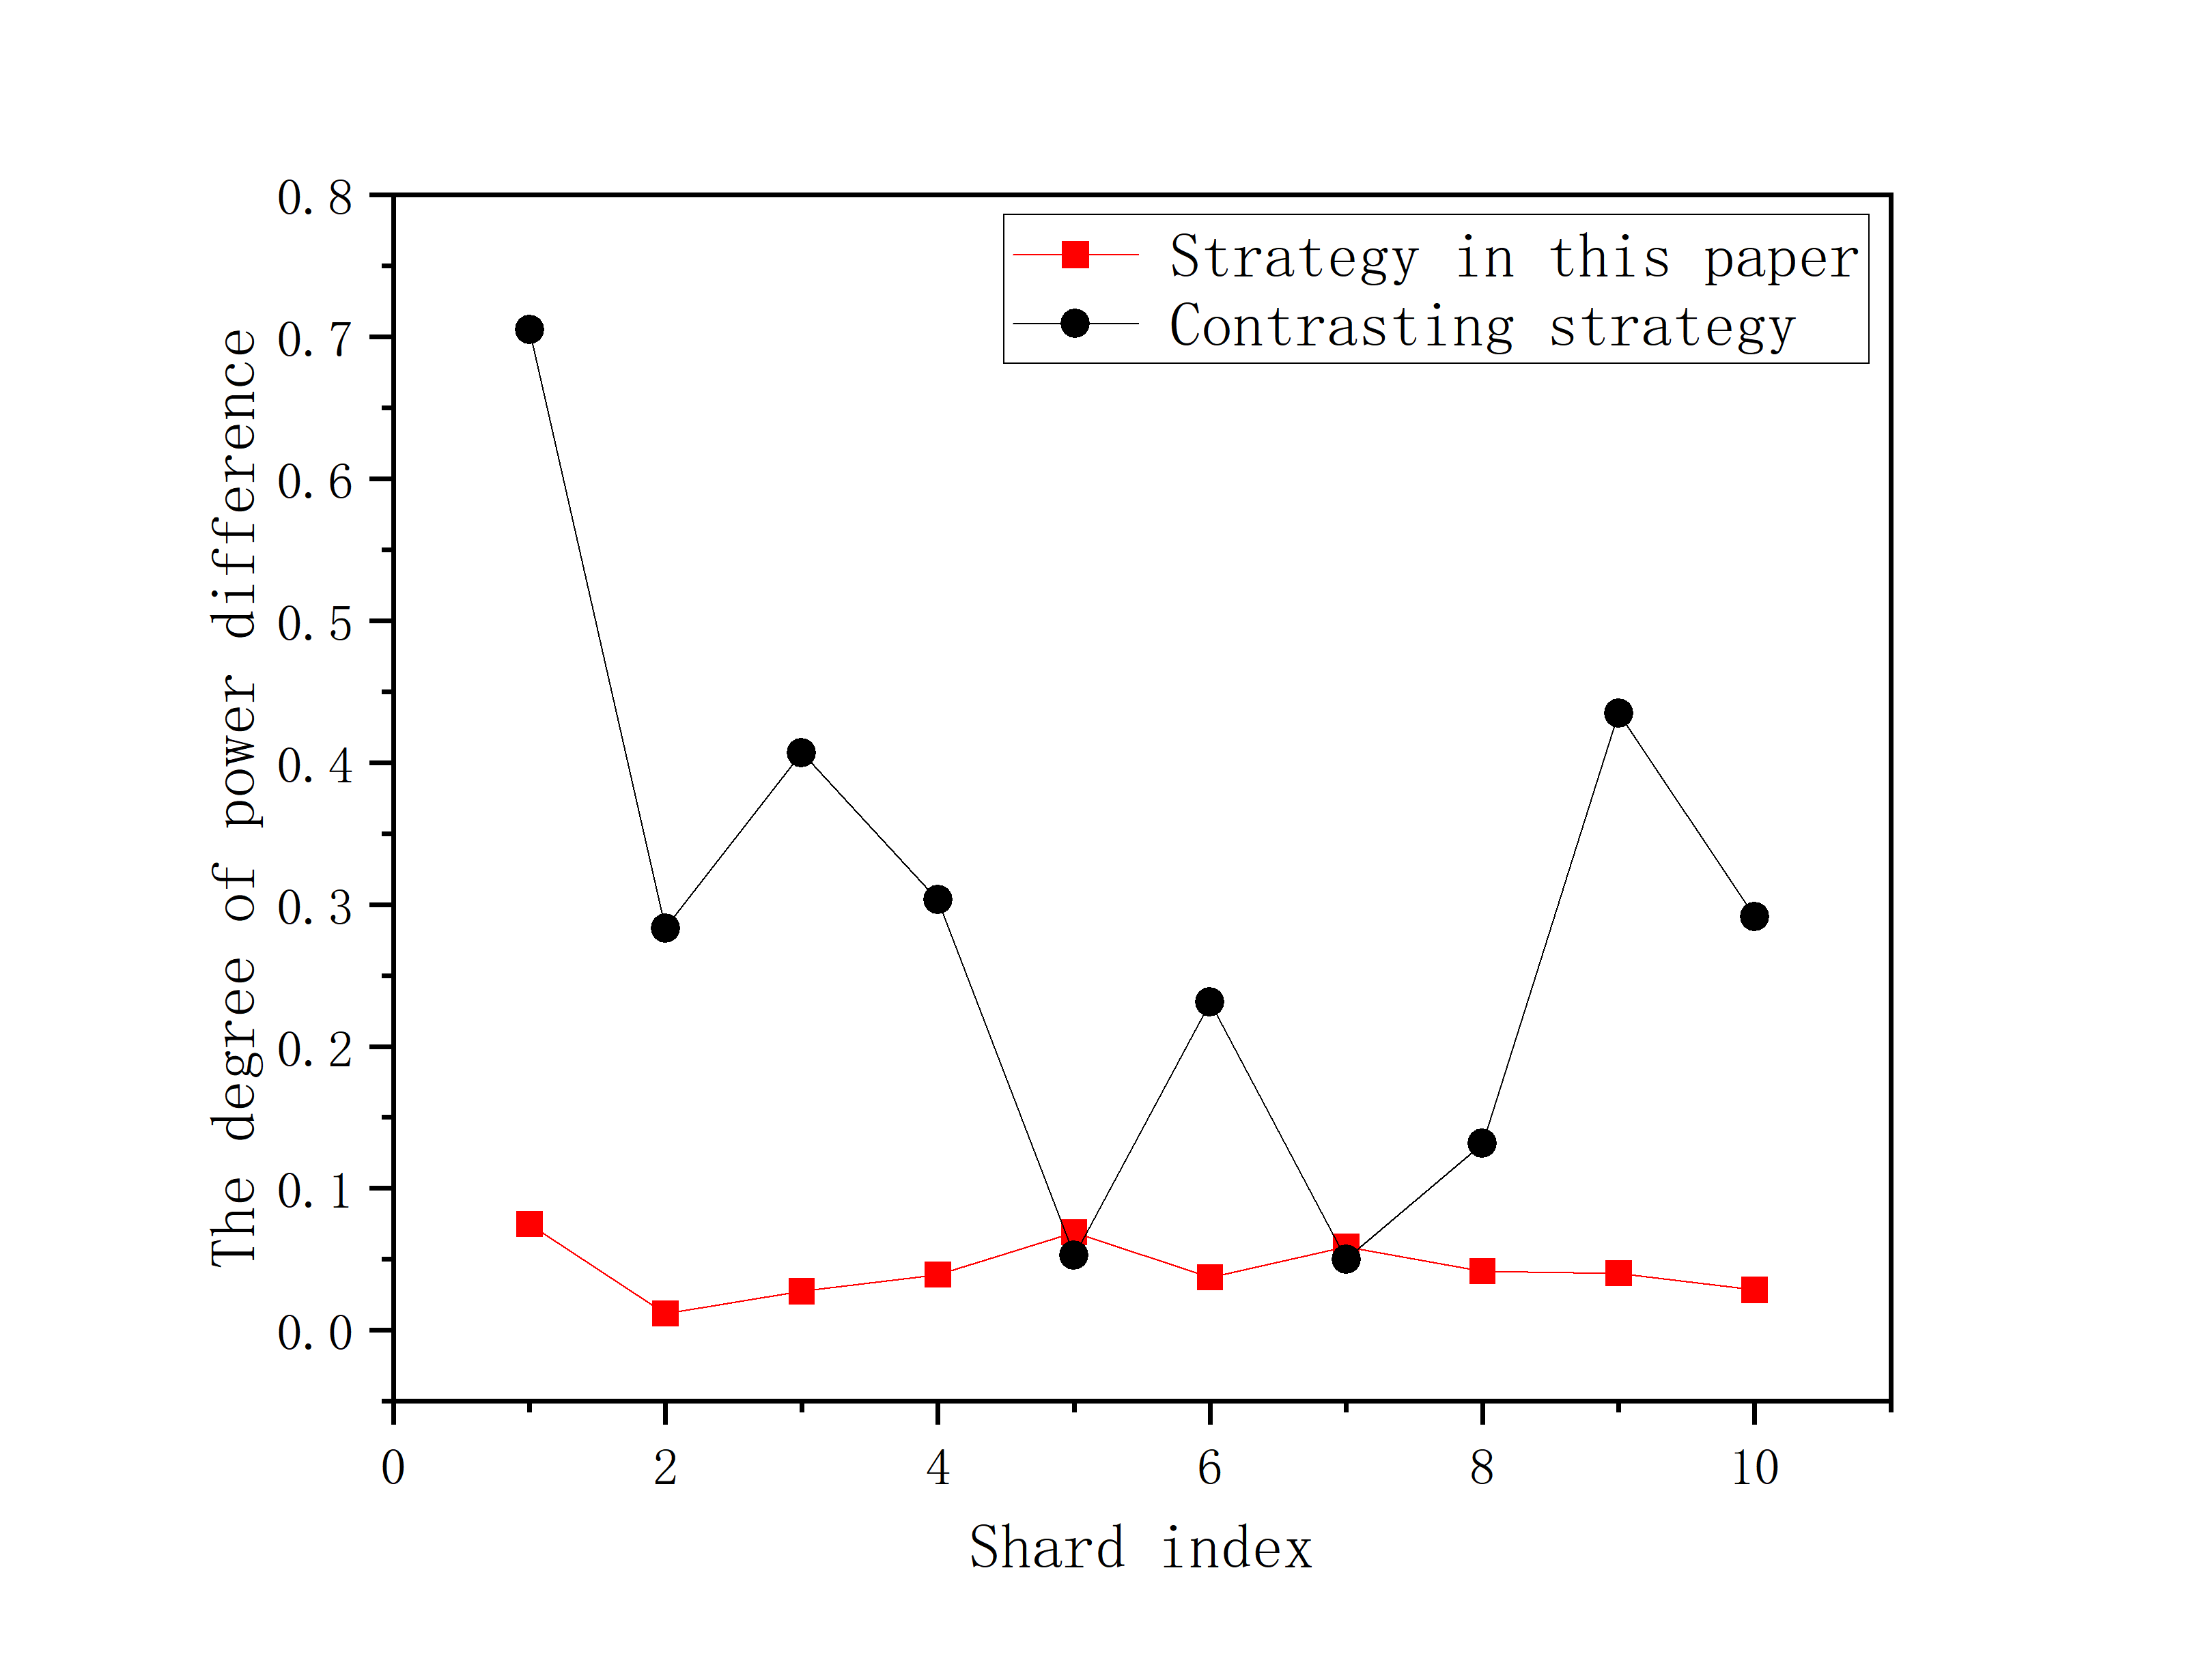 The degree of power difference
0.8
0.7
0.6
0.5
0.4
0.3
0.2
0.1
0.0
Strategy in this paper
Contrasting strategy
0 2 4 6 8 10
Shard index